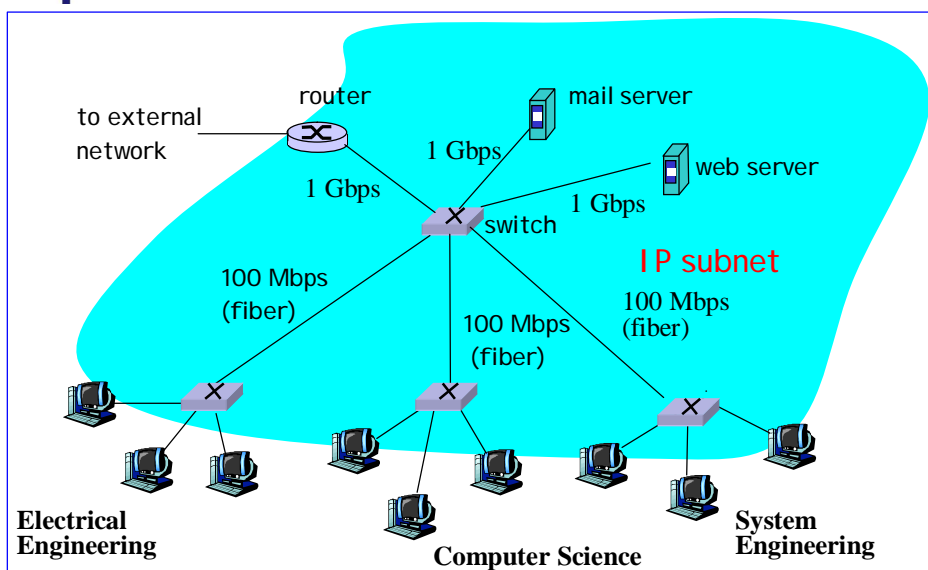 router
mail server
to external
network
1 Gbps
1 Gbps
web server
1 Gbps
switch
IP subnet
100 Mbps
(fiber)
100 Mbps
(fiber)
100 Mbps
(fiber)
Electrical
Engineering
Computer Science
System
Engineering